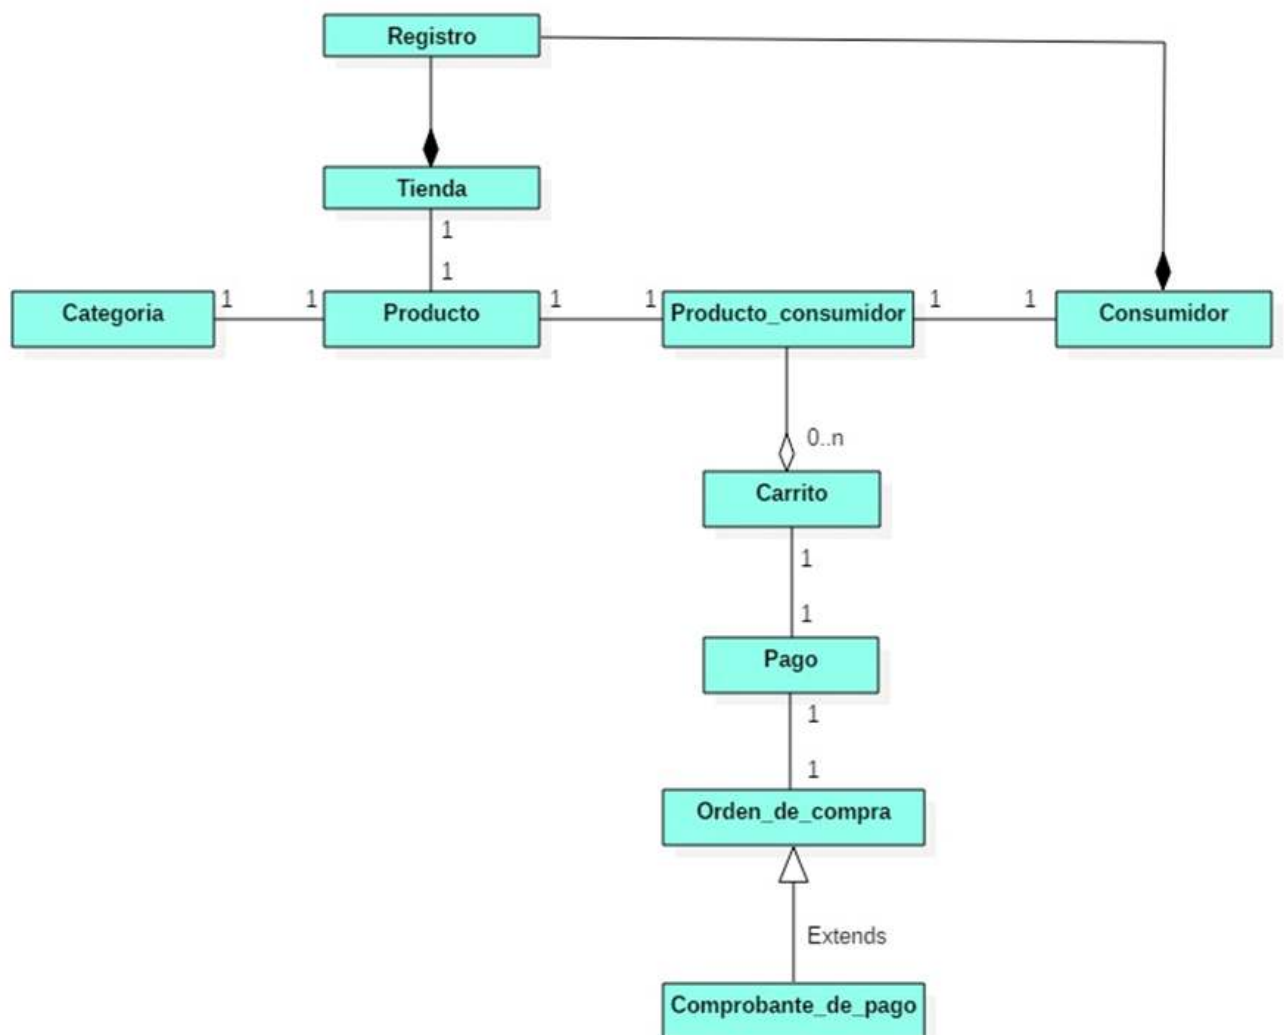 Registro
Tienda
1
1
Categoria
1
1
Producto
1
1
Producto_consumidor
1
1
Consumidor
0..n
Carrito
1
1
Pago
1
1
Orden_de_compra
Extends
Comprobante_de_pago